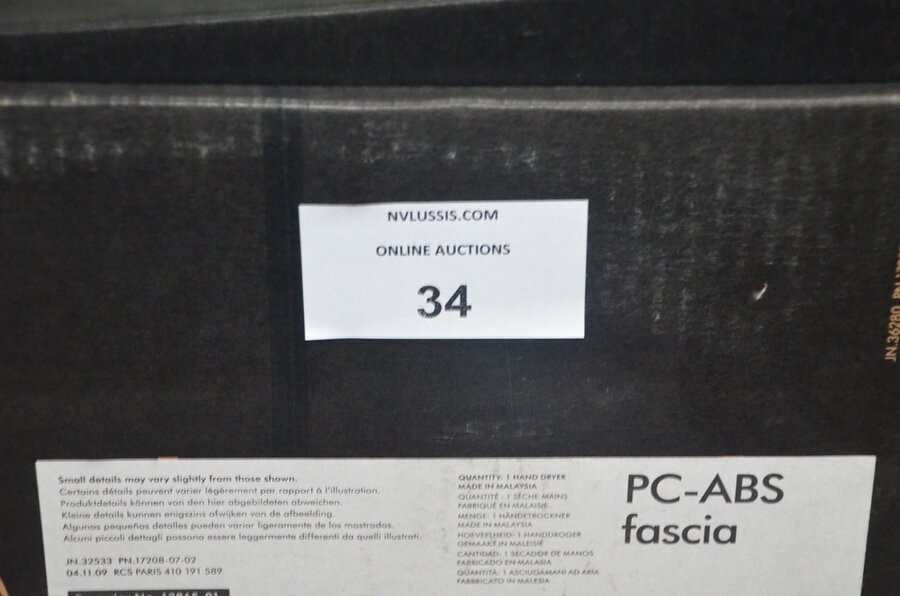 NVLUSSIS.COM
ONLINE AUCTIONS
34
JN.36280
Small details may vary slightly from those shown.
Certains détails peuvent varier légèrement par rapport à l'illustration.
Produktdetails können von den hier abgebildeten abweichen.
Kleine details kunnen enigszins afwijken van de afbeelding.
Algunos pequeños detalles pueden variar ligeramente de los mostrados.
Alcuni piccoli dettagli possono essere leggermente differenti da quelli illustrati.
JN.32533 PN.17208-07-02
04.11.09 RCS PARIS 410 191 589
QUANTITY: 1 HAND DRYER
MADE IN MALAYSIA
QUANTITÉ : 1 SÈCHE-MAINS
FABRIQUÉ EN MALAISIE
MENGE: 1 HÄNDETROCKNER
MADE IN MALAYSIA
HOEVEELHEID: 1 HANDDROGER
GEMAAKT IN MALEISIË
CANTIDAD: 1 SECADOR DE MANOS
FABRICADO EN MALASIA
QUANTITÀ: 1 ASCIUGAMANI AD ARIA
FABBRICATO IN MALESIA
PC-ABS
fascia